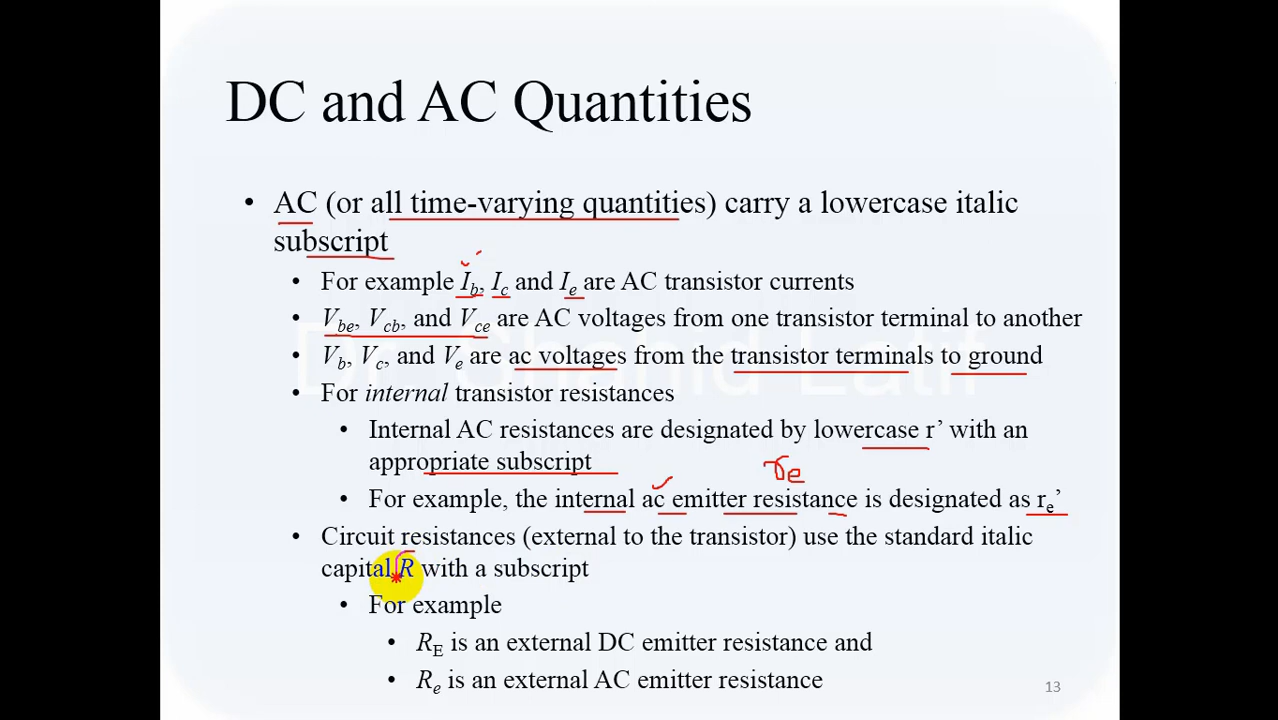 DC and AC Quantities
• AC (or all time-varying quantities) carry a lowercase italic
subscript
• For example Ib, Ic and Ie are AC transistor currents
• Vbe, Vcb, and Vce are AC voltages from one transistor terminal to another
• Vb, Vc, and Ve are ac voltages from the transistor terminals to ground
• For internal transistor resistances
• Internal AC resistances are designated by lowercase r’ with an
appropriate subscript
re
• For example, the internal ac emitter resistance is designated as re’
• Circuit resistances (external to the transistor) use the standard italic
capital R with a subscript
• For example
• RE is an external DC emitter resistance and
• Re is an external AC emitter resistance
13